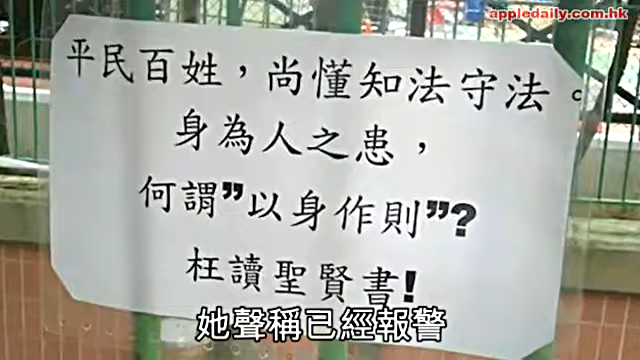 appledaily.com.hk
平民百姓，尚懂知法守法。
身為人之患，
何謂"以身作則"?
枉讀聖賢書!
她聲稱已經報警